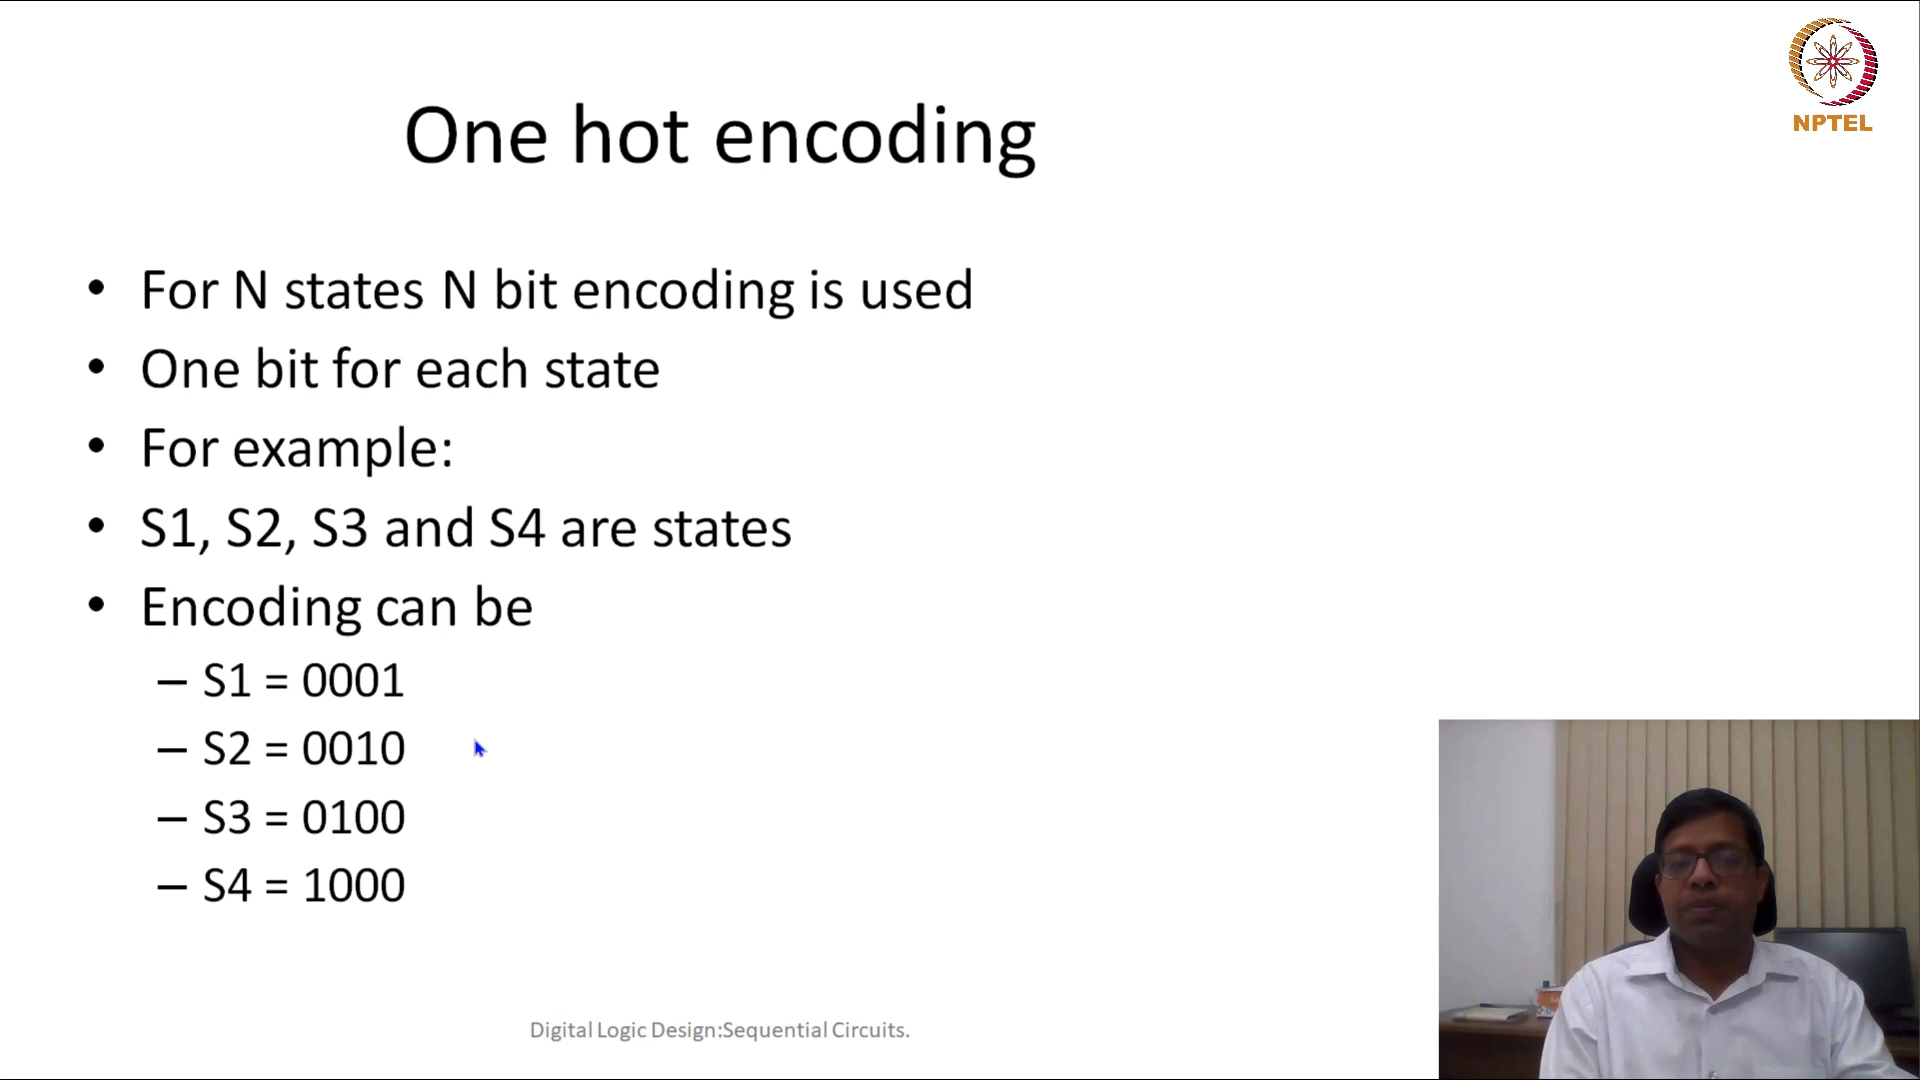 NPTEL
One hot encoding
• For N states N bit encoding is used
• One bit for each state
• For example:
• S1, S2, S3 and S4 are states
• Encoding can be
– S1 = 0001
– S2 = 0010
– S3 = 0100
– S4 = 1000
Digital Logic Design:Sequential Circuits.